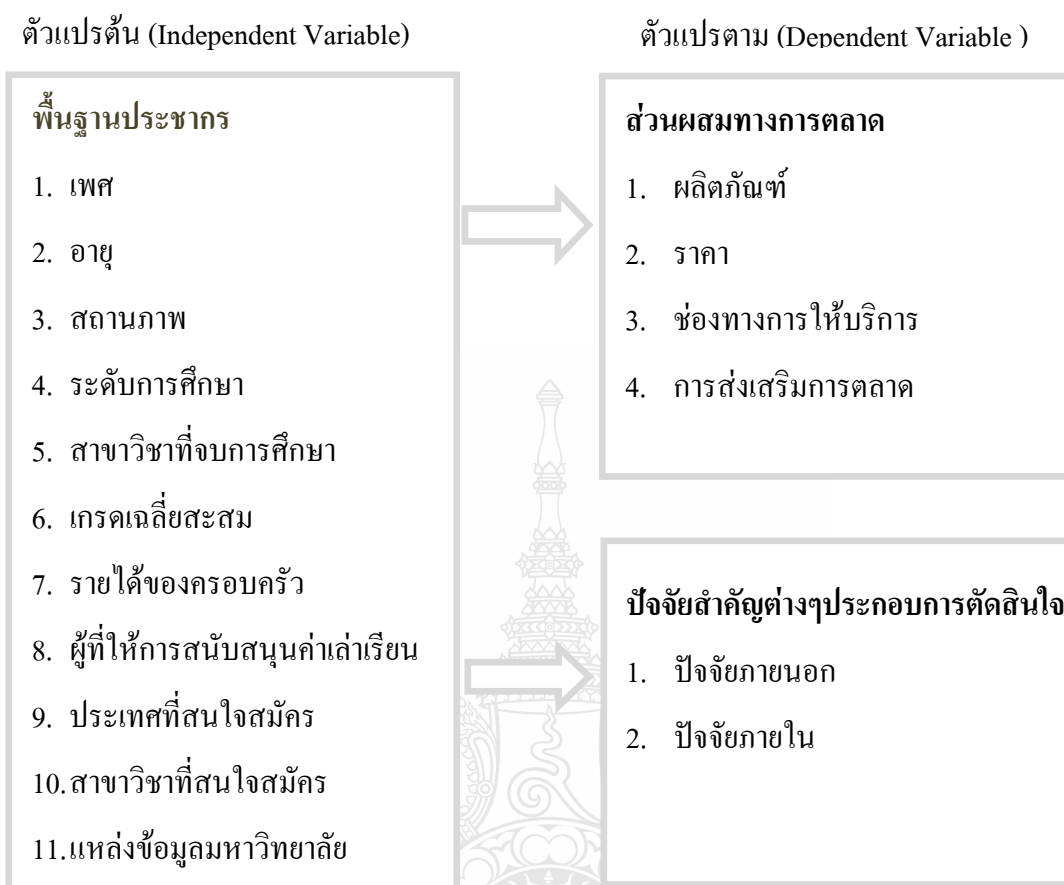 ตัวแปรต้น (Independent Variable)
พื้นฐานประชากร
1. เพศ
2. อายุ
3. สถานภาพ
4. ระดับการศึกษา
5. สาขาวิชาที่จบการศึกษา
6. เกรดเฉลี่ยสะสม
7. รายได้ของครอบครัว
8. ผู้ที่ให้การสนับสนุนค่าเล่าเรียน
9. ประเทศที่สนใจสมัคร
10.สาขาวิชาที่สนใจสมัคร
11.แหล่งข้อมูลมหาวิทยาลัย
ตัวแปรตาม (Dependent Variable )
ส่วนผสมทางการตลาด
1. ผลิตภัณฑ์
2. ราคา
3. ช่องทางการให้บริการ
4. การส่งเสริมการตลาด
ปัจจัยสำคัญต่างๆประกอบการตัดสินใจ
1. ปัจจัยภายนอก
2. ปัจจัยภายใน